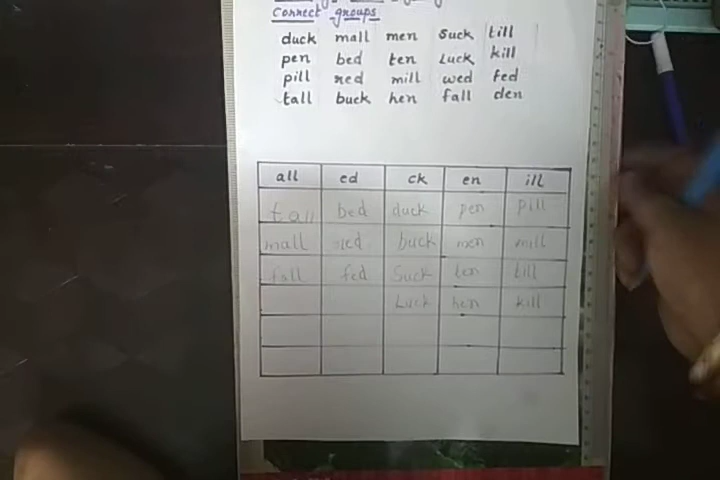 connect groups
duck mall men Suck till
pen bed ten Luck kill
pill red mill wed Fed
tall buck hen fall den
all ed ck en ill
tall bed duck pen pill
mall red buck men mill
fall fed Suck ten till
Luck hen kill